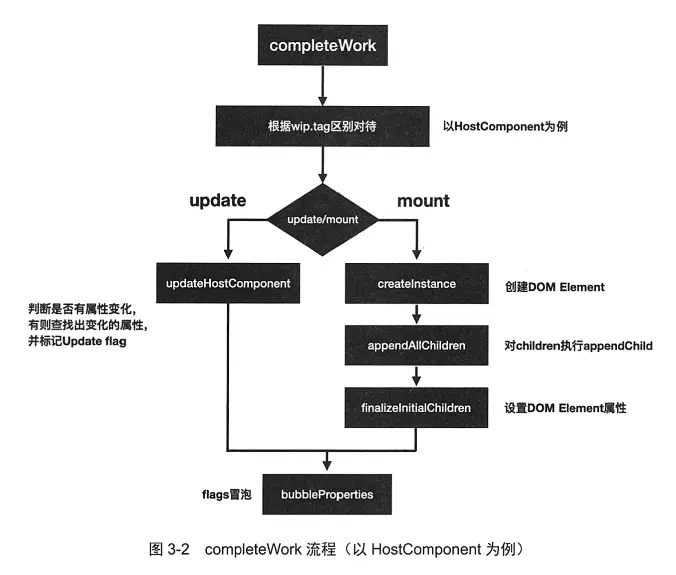 completeWork
根据wip.tag区别对待
以HostComponent为例
update
mount
update/mount
updateHostComponent
createInstance
创建DOM Element
判断是否有属性变化,
有则查找出变化的属性,
并标记Update flag
appendAllChildren
对children执行appendChild
finalizeInitialChildren
设置DOM Element属性
flags冒泡
bubbleProperties
图 3-2 completeWork 流程（以 HostComponent 为例）